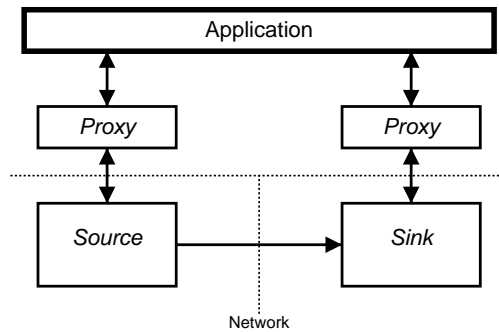 Application
Proxy
Proxy
Source
Sink
Network